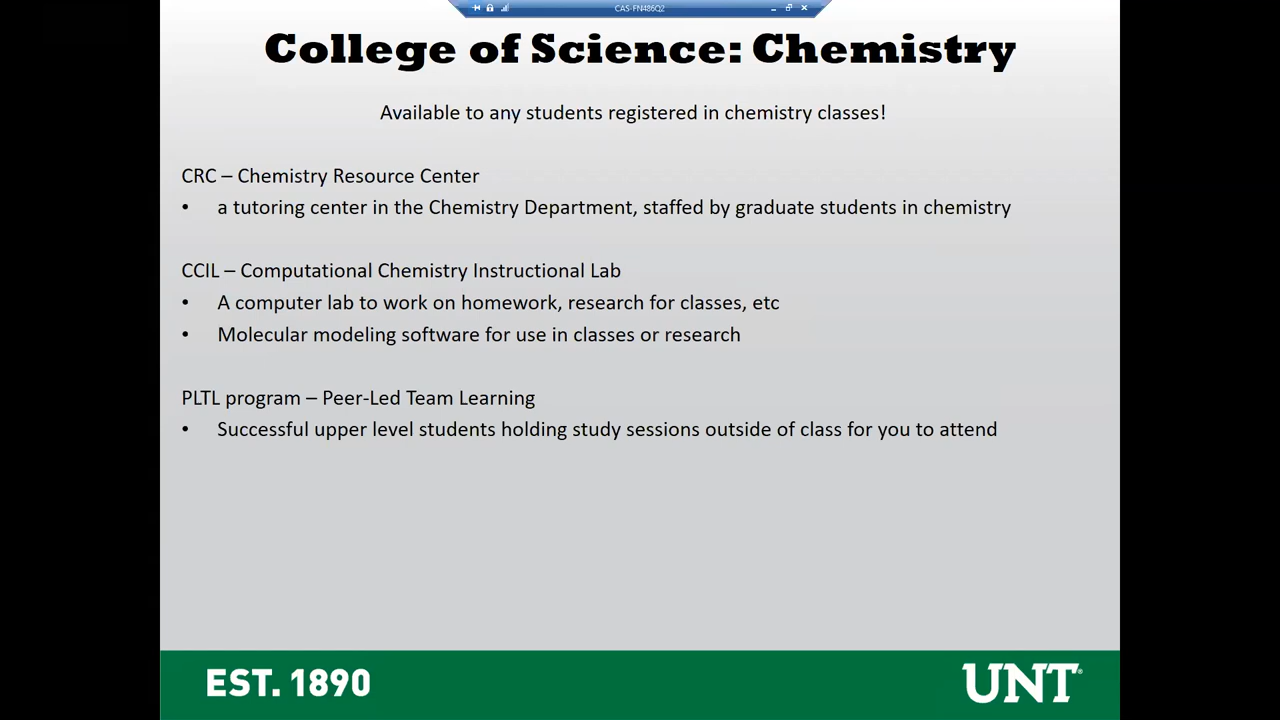 CAS-FN486Q2
College of Science: Chemistry
Available to any students registered in chemistry classes!
CRC – Chemistry Resource Center
• a tutoring center in the Chemistry Department, staffed by graduate students in chemistry
CCIL – Computational Chemistry Instructional Lab
• A computer lab to work on homework, research for classes, etc
• Molecular modeling software for use in classes or research
PLTL program – Peer-Led Team Learning
• Successful upper level students holding study sessions outside of class for you to attend
EST. 1890
UNT®